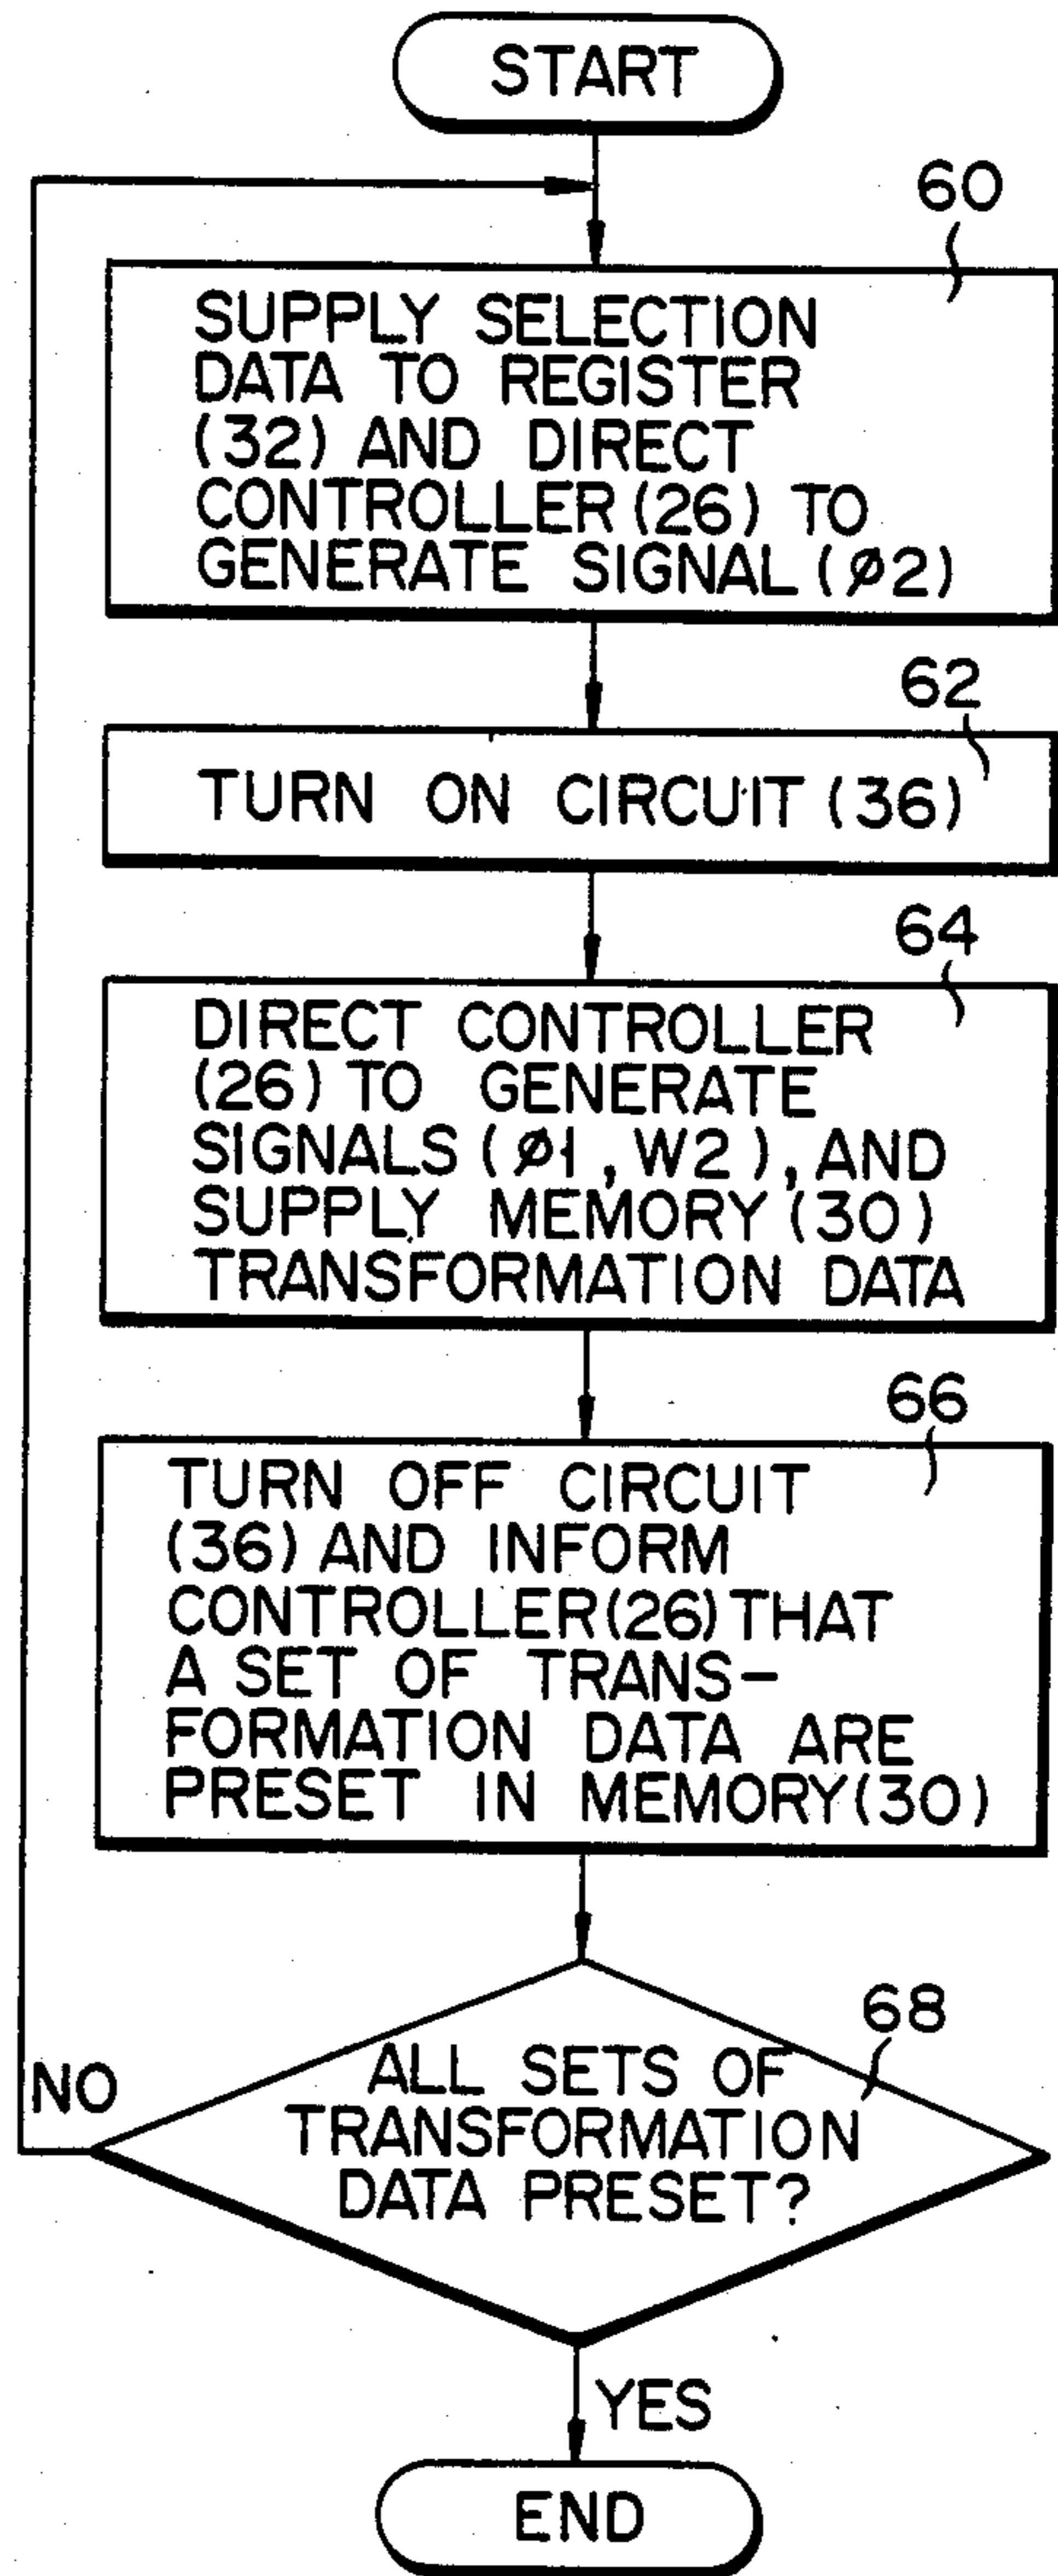 START
60
SUPPLY SELECTION
DATA TO REGISTER
(32) AND DIRECT
CONTROLLER (26) TO
GENERATE SIGNAL (ø2)
62
TURN ON CIRCUIT (36)
64
DIRECT CONTROLLER
(26) TO GENERATE
SIGNALS (ø1, W2), AND
SUPPLY MEMORY (30)
TRANSFORMATION DATA
66
TURN OFF CIRCUIT
(36) AND INFORM
CONTROLLER (26) THAT
A SET OF TRANS-
FORMATION DATA ARE
PRESET IN MEMORY (30)
68
ALL SETS OF
TRANSFORMATION
DATA PRESET?
NO
YES
END